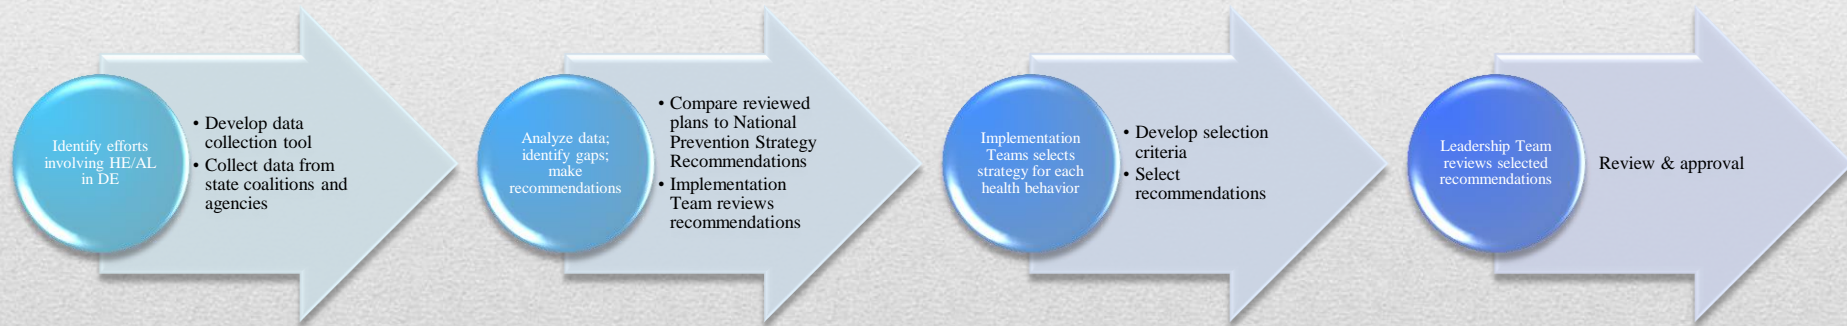 Identify efforts
involving HE/AL
in DE
• Develop data
collection tool
• Collect data from
state coalitions and
agencies
Analyze data;
identify gaps;
make
recommendations
• Compare reviewed
plans to National
Prevention Strategy
Recommendations
• Implementation
Team reviews
recommendations
Implementation
Teams selects
strategy for each
health behavior
• Develop selection
criteria
• Select
recommendations
Leadership Team
reviews selected
recommendations
Review & approval